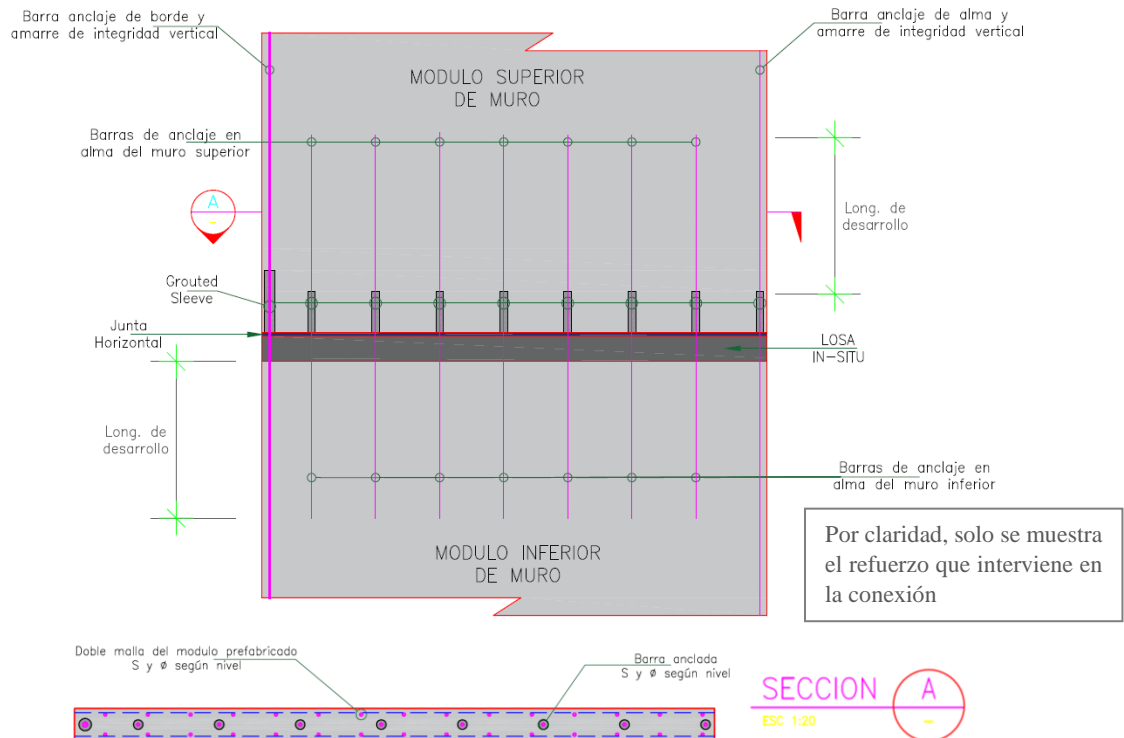 Barra anclaje de borde y
amarre de integridad vertical
Barra anclaje de alma y
amarre de integridad vertical
MODULO SUPERIOR
DE MURO
Barras de anclaje en
alma del muro superior
A
-
Long. de
desarrollo
Grouted
Sleeve
Junta
Horizontal
LOSA
IN-SITU
Long. de
desarrollo
Barras de anclaje en
alma del muro inferior
MODULO INFERIOR
DE MURO
Por claridad, solo se muestra
el refuerzo que interviene en
la conexión
Doble malla del modulo prefabricado
S y ø según nivel
Barra anclada
S y ø según nivel
SECCION
ESC 1:20
A
-